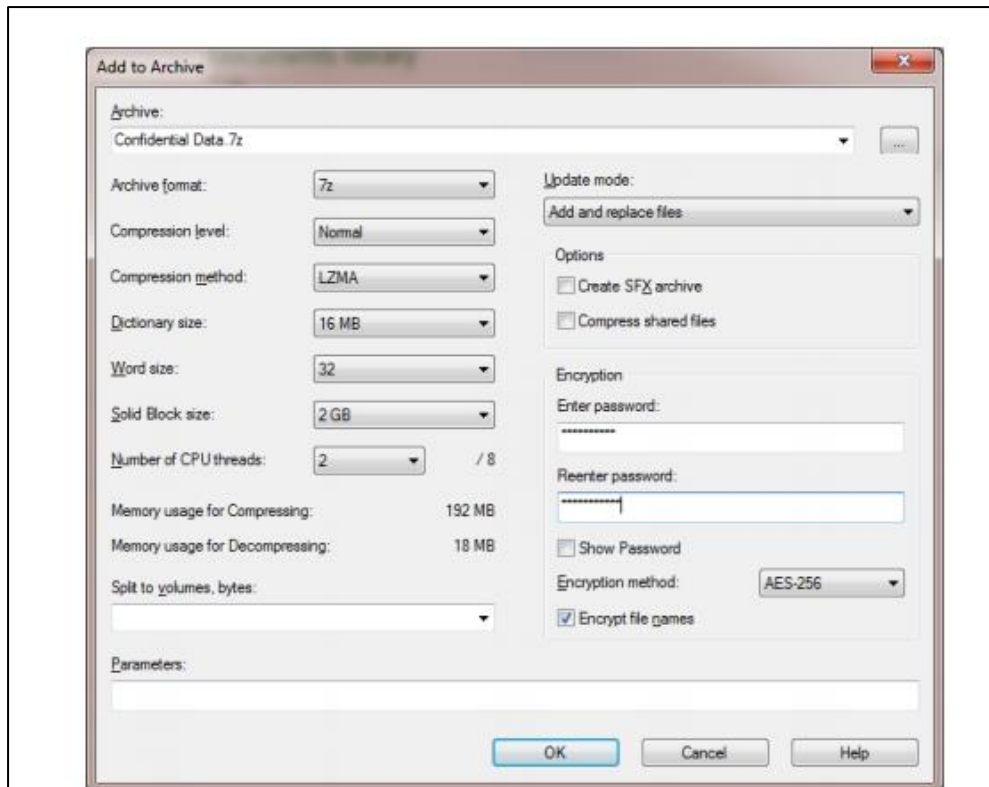 Add to Archive
Archive:
Confidential Data.7z
...
Archive format:
7z
Compression level:
Normal
Compression method:
LZMA
Dictionary size:
16 MB
Word size:
32
Solid Block size:
2 GB
Number of CPU threads:
2
/ 8
Memory usage for Compressing:
192 MB
Memory usage for Decompressing:
18 MB
Split to volumes, bytes:
Update mode:
Add and replace files
Options
Create SFX archive
Compress shared files
Encryption
Enter password:
Reenter password:
Show Password
Encryption method:
AES-256
Encrypt file names
Parameters:
OK
Cancel
Help